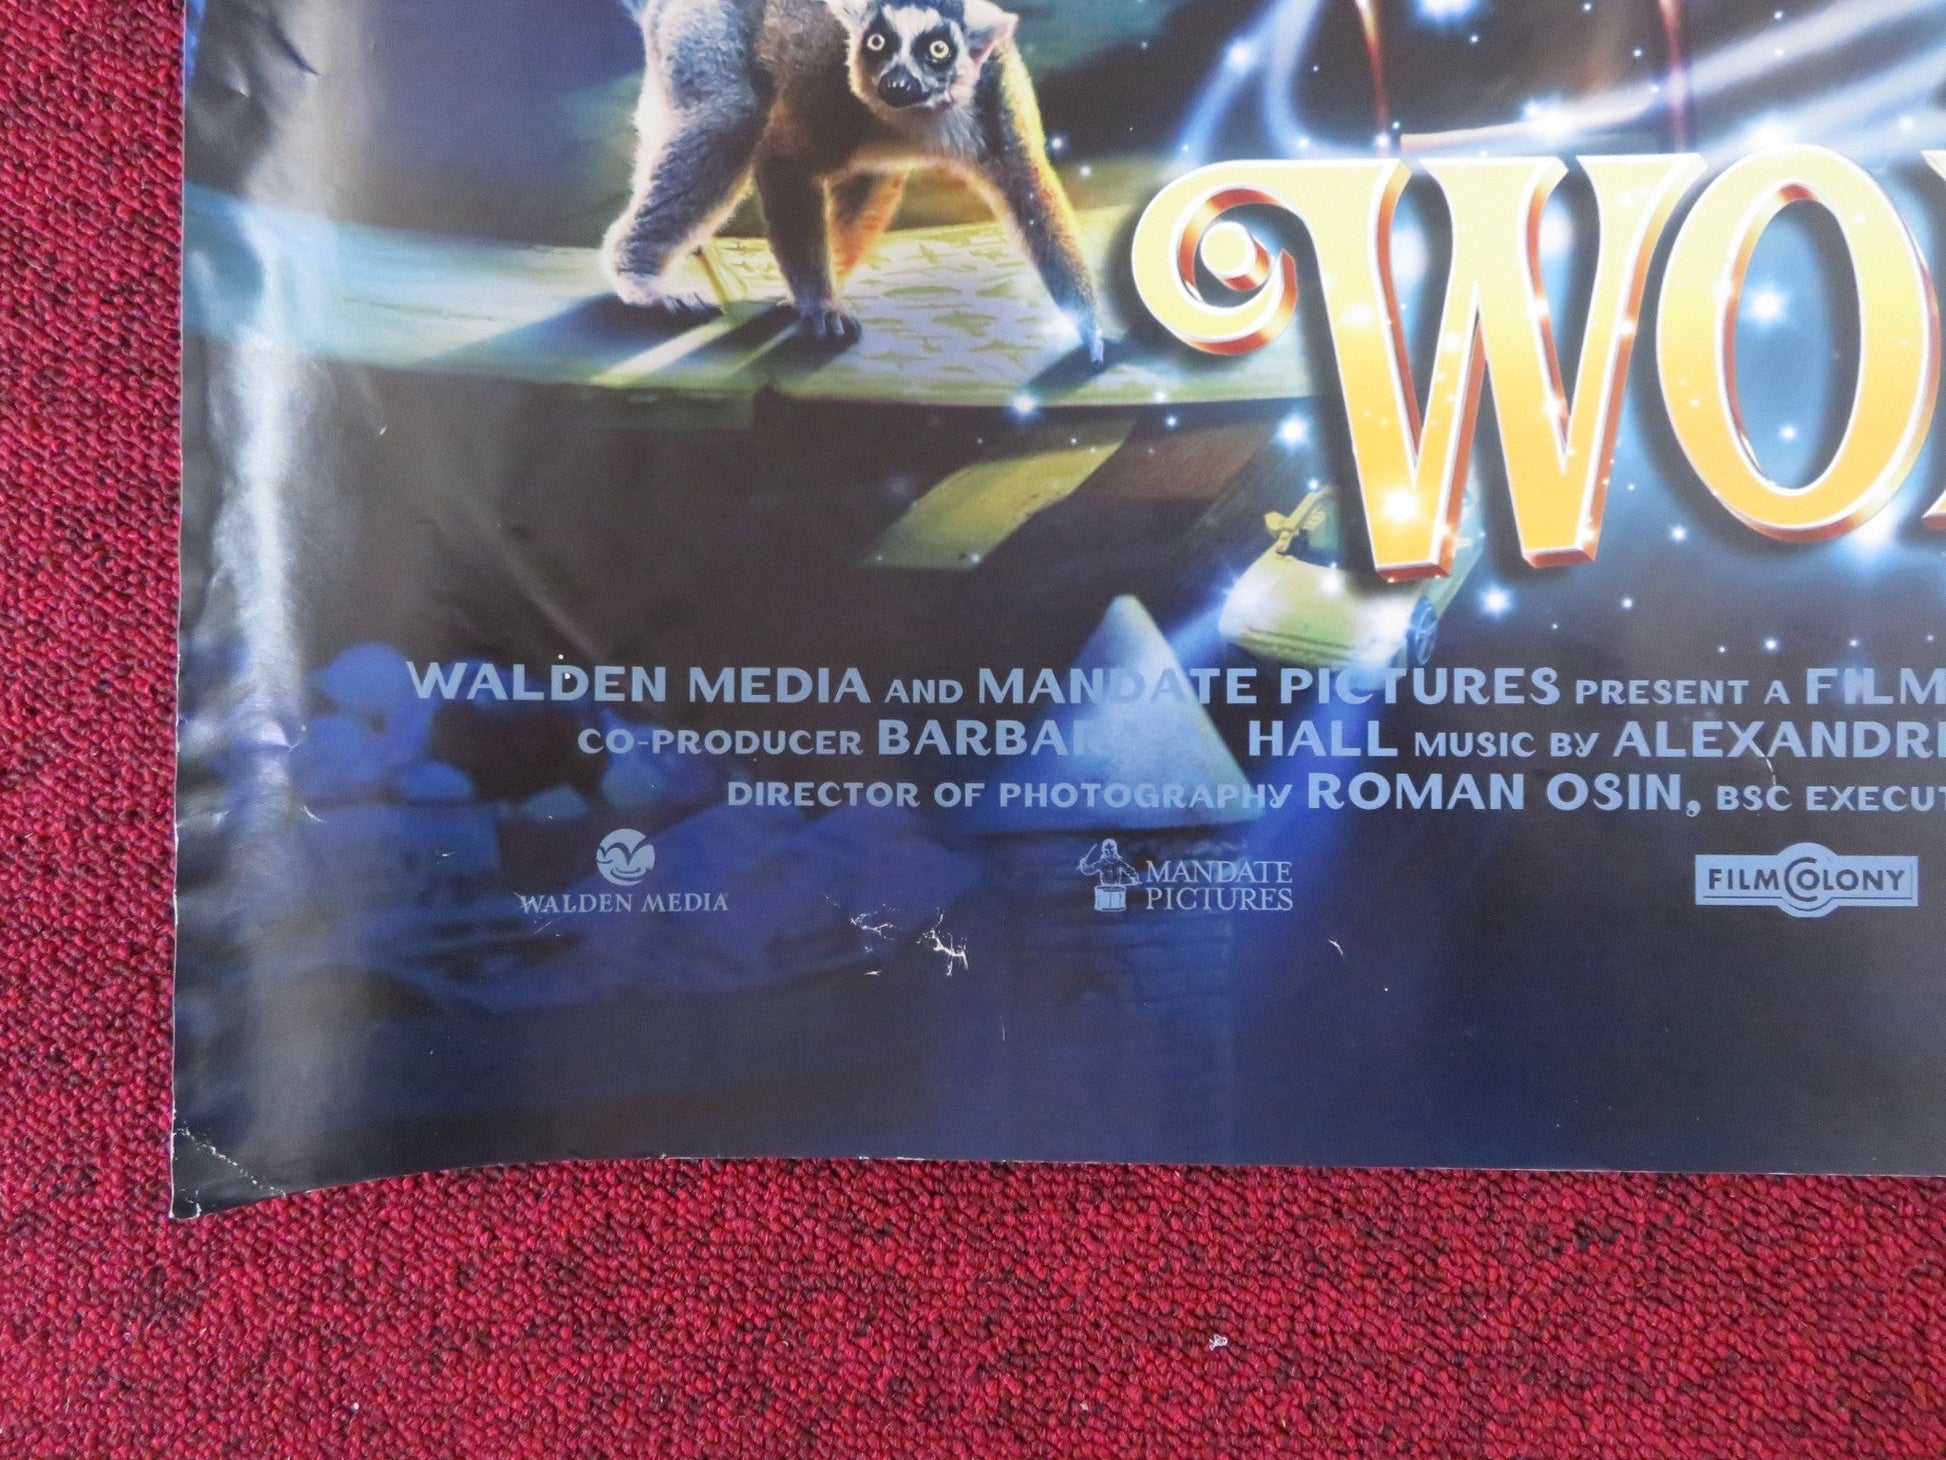 WO
WALDEN MEDIA AND MANDATE PICTURES PRESENT A FILM
CO-PRODUCER BARBAR HALL MUSIC BY ALEXANDRE
DIRECTOR OF PHOTOGRAPHY ROMAN OSIN, BSC EXECUT
WALDEN MEDIA
MANDATE
PICTURES
FILMCOLONY